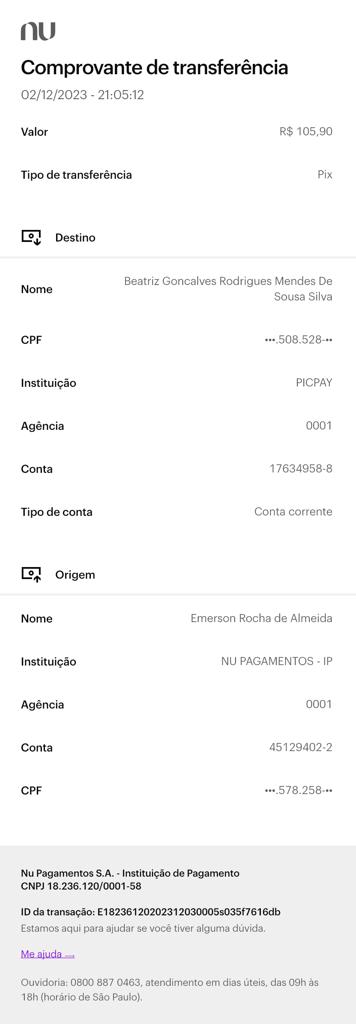 nu
Comprovante de transferência
02/12/2023 - 21:05:12
Valor R$ 105,90
Tipo de transferência Pix
Destino
Nome Beatriz Goncalves Rodrigues Mendes De
Sousa Silva
CPF •••.508.528-••
Instituição PICPAY
Agência 0001
Conta 17634958-8
Tipo de conta Conta corrente
Origem
Nome Emerson Rocha de Almeida
Instituição NU PAGAMENTOS - IP
Agência 0001
Conta 45129402-2
CPF •••.578.258-••
Nu Pagamentos S.A. - Instituição de Pagamento
CNPJ 18.236.120/0001-58
ID da transação: E18236120202312030005s035f7616db
Estamos aqui para ajudar se você tiver alguma dúvida.
Me ajuda
Ouvidoria: 0800 887 0463, atendimento em dias úteis, das 09h às
18h (horário de São Paulo).